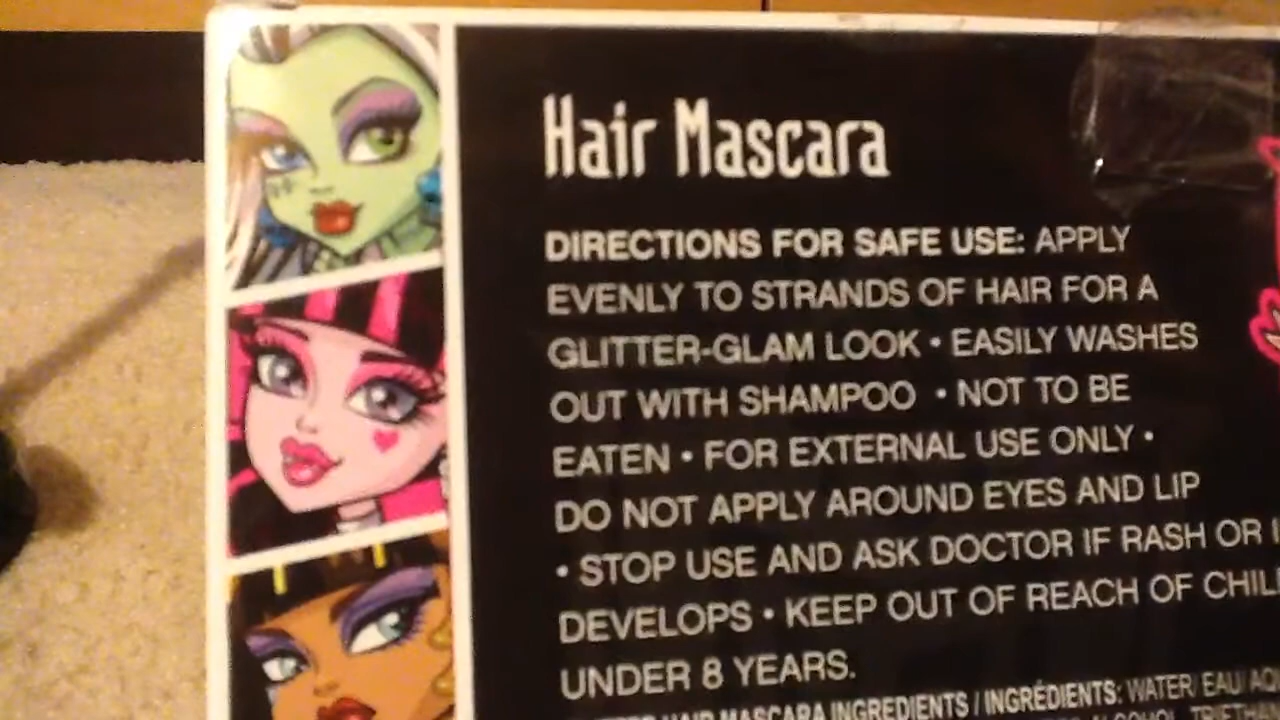 Hair Mascara
DIRECTIONS FOR SAFE USE: APPLY
EVENLY TO STRANDS OF HAIR FOR A
GLITTER-GLAM LOOK • EASILY WASHES
OUT WITH SHAMPOO • NOT TO BE
EATEN • FOR EXTERNAL USE ONLY •
DO NOT APPLY AROUND EYES AND LIP
• STOP USE AND ASK DOCTOR IF RASH OR
DEVELOPS • KEEP OUT OF REACH OF
UNDER 8 YEARS.
HAIR MASCARA INGREDIENTS / INGRÉDIENTS: WATER/ EAU/